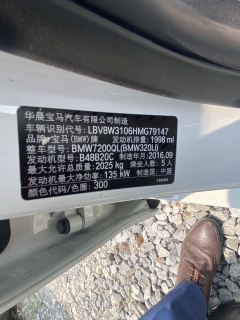 华晨宝马汽车有限公司制造
车辆识别代号: LBV8W3106HMG79147
品牌: 宝马(BMW)牌 发动机排量: 1998 ml
整车型号: BMW7200QL(BMW320Li)
发动机型号: B48B20C 制造年月: 2016.09
最大允许总质量: 2025 kg 乘坐人数: 5 人
发动机最大净功率: 135 kW 制造国: 中国
颜色代码/色圈: 300